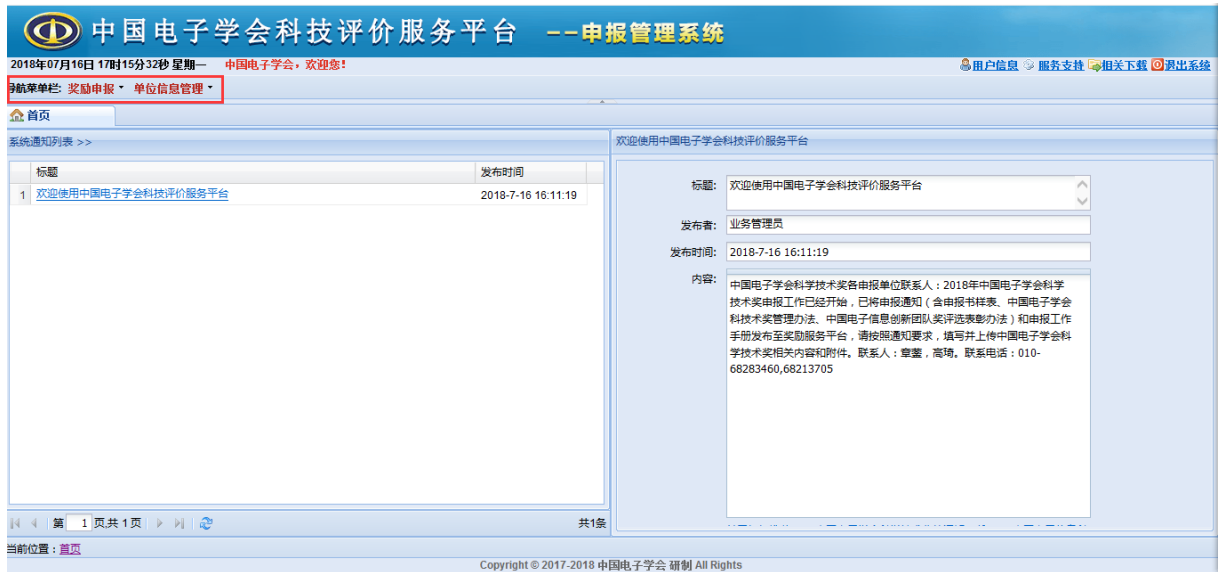 中国电子学会科技评价服务平台 --申报管理系统
2018年07月16日 17时15分32秒 星期一 中国电子学会，欢迎您！ 用户信息 服务支持 相关下载 退出系统
导航菜单栏: 奖励申报 单位信息管理
首页
系统通知列表 >>
标题 发布时间
1 欢迎使用中国电子学会科技评价服务平台 2018-7-16 16:11:19
第 1 页,共 1 页 共1条
欢迎使用中国电子学会科技评价服务平台
标题: 欢迎使用中国电子学会科技评价服务平台
发布者: 业务管理员
发布时间: 2018-7-16 16:11:19
内容: 中国电子学会科学技术奖各申报单位联系人：2018年中国电子学会科学
技术奖申报工作已经开始，已将申报通知（含申报书样表、中国电子学会
科技术奖管理办法、中国电子信息创新团队奖评选表彰办法）和申报工作
手册发布至奖励服务平台，请按照通知要求，填写并上传中国电子学会科
学技术奖相关内容和附件。联系人：章 ，高琦。联系电话：010-
68283460,68213705
当前位置：首页
Copyright © 2017-2018 中国电子学会 研制 All Rights